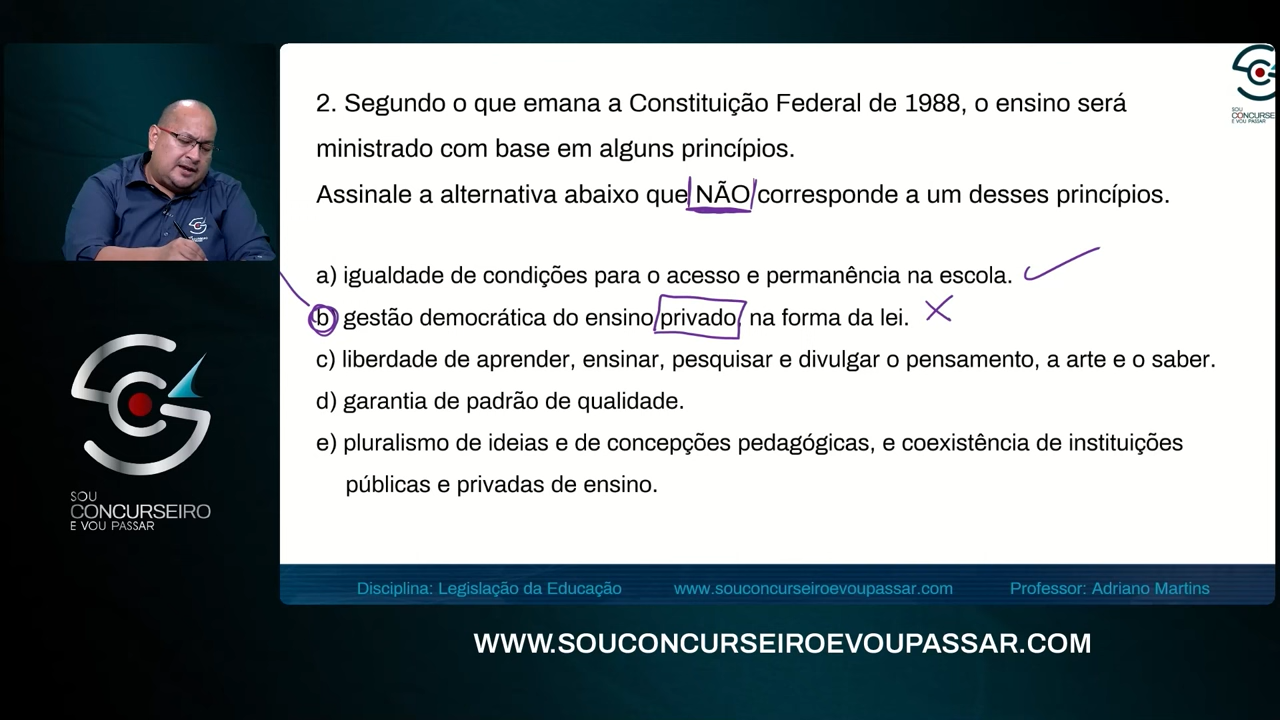 2. Segundo o que emana a Constituição Federal de 1988, o ensino será
ministrado com base em alguns princípios.
Assinale a alternativa abaixo que NÃO corresponde a um desses princípios.
a) igualdade de condições para o acesso e permanência na escola.
b) gestão democrática do ensino privado, na forma da lei.
c) liberdade de aprender, ensinar, pesquisar e divulgar o pensamento, a arte e o saber.
d) garantia de padrão de qualidade.
e) pluralismo de ideias e de concepções pedagógicas, e coexistência de instituições
públicas e privadas de ensino.
SOU
CONCURSE
E VOU PASSAR
SOU
CONCURSEIRO
E VOU PASSAR
Disciplina: Legislação da Educação www.souconcurseiroevoupassar.com Professor: Adriano Martins
WWW.SOUCONCURSEIROEVOUPASSAR.COM